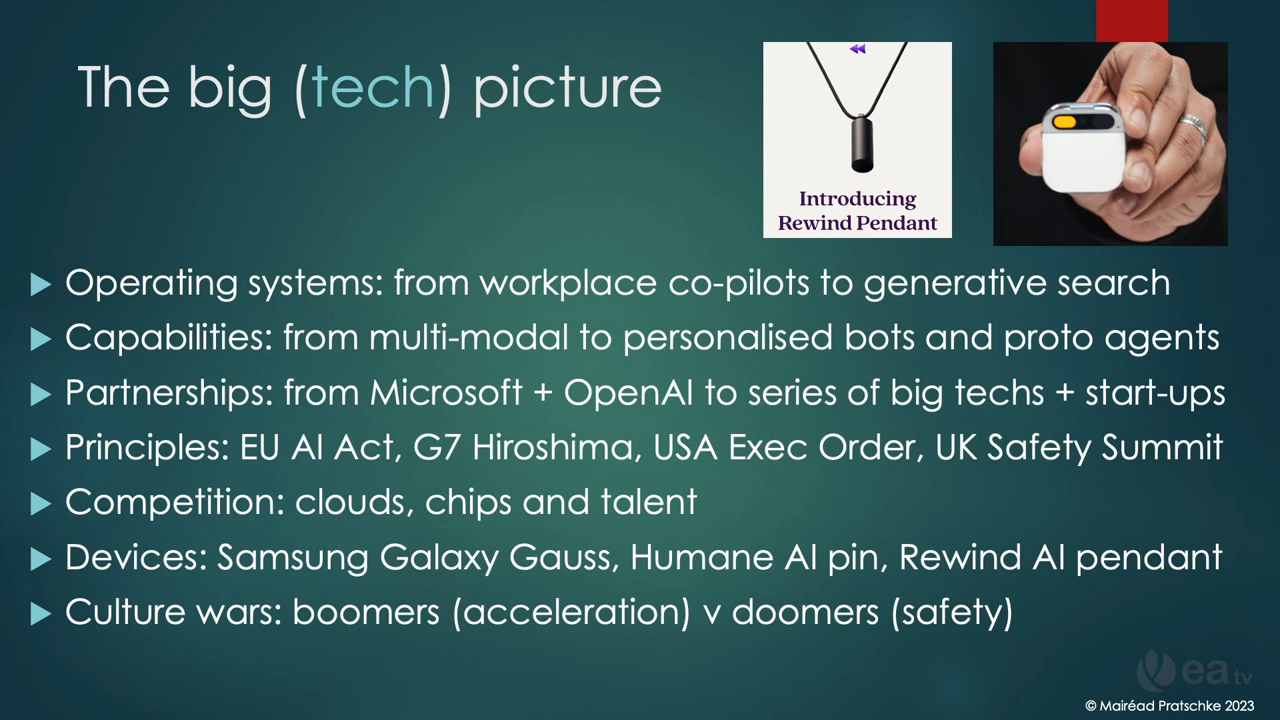 The big (tech) picture
Introducing
Rewind Pendant
Operating systems: from workplace co-pilots to generative search
Capabilities: from multi-modal to personalised bots and proto agents
Partnerships: from Microsoft + OpenAI to series of big techs + start-ups
Principles: EU AI Act, G7 Hiroshima, USA Exec Order, UK Safety Summit
Competition: clouds, chips and talent
Devices: Samsung Galaxy Gauss, Humane AI pin, Rewind AI pendant
Culture wars: boomers (acceleration) v doomers (safety)
ea tv
© Mairéad Pratschke 2023